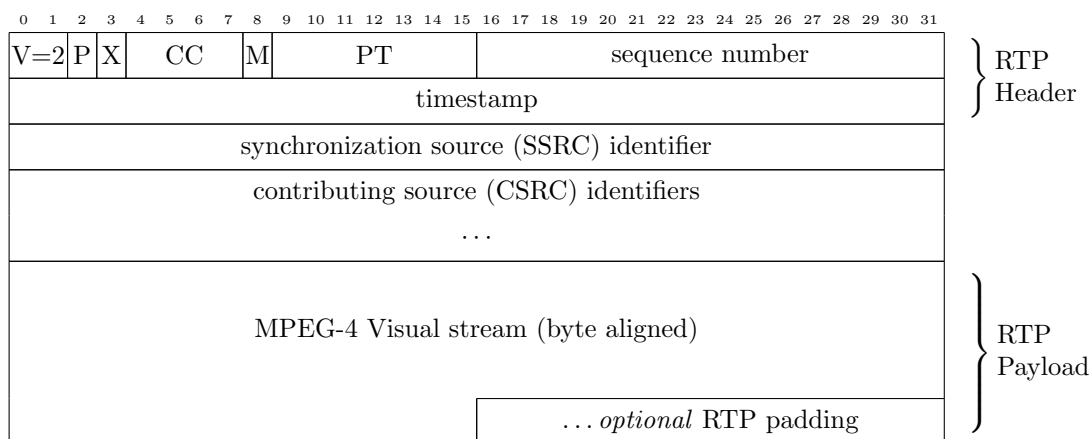 0 1 2 3 4 5 6 7 8 9 10 11 12 13 14 15 16 17 18 19 20 21 22 23 24 25 26 27 28 29 30 31
V=2 P X CC M PT sequence number
timestamp
RTP
Header
synchronization source (SSRC) identifier
contributing source (CSRC) identifiers
...
MPEG-4 Visual stream (byte aligned)
RTP
Payload
... optional RTP padding